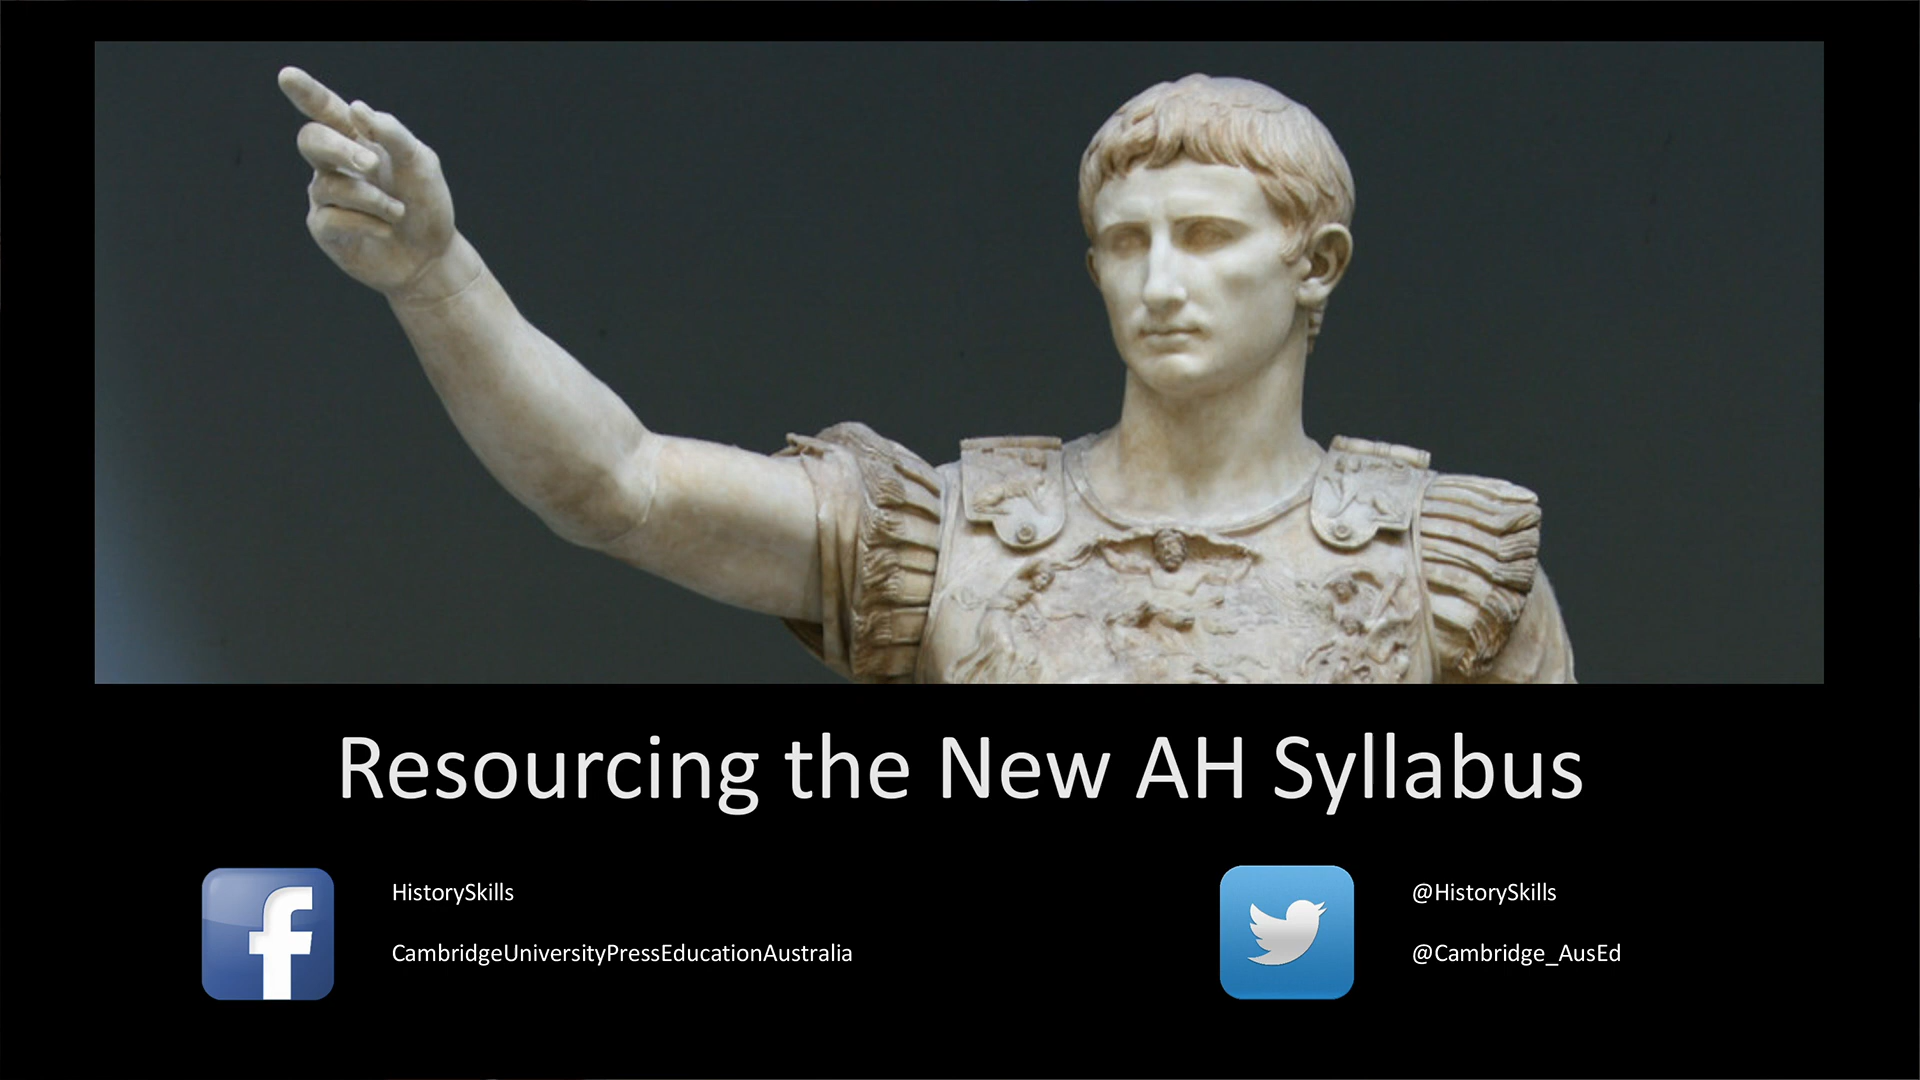 Resourcing the New AH Syllabus
HistorySkills
CambridgeUniversityPressEducationAustralia
@HistorySkills
@Cambridge_AusEd